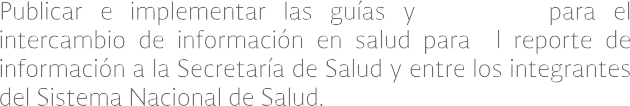 Publicar e implementar las guías y para el
intercambio de información en salud para l reporte de
información a la Secretaría de Salud y entre los integrantes
del Sistema Nacional de Salud.